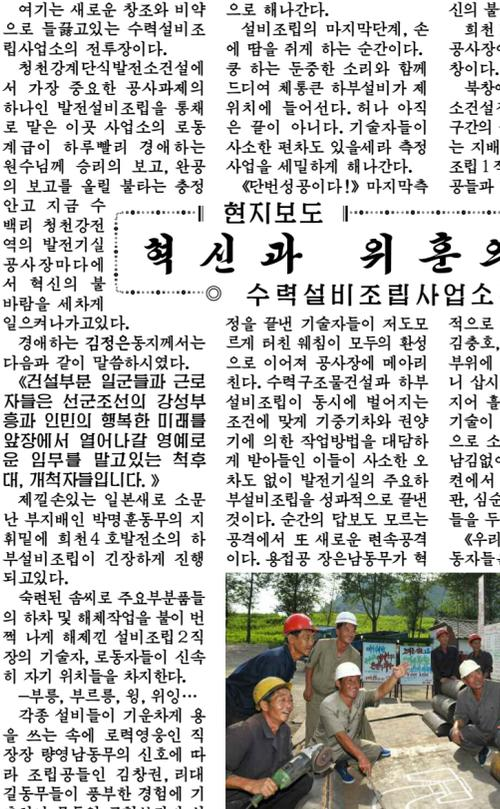 여기는 새로운 창조와 비약
으로 들끓고있는 수력설비조
립사업소의 전투장이다.
청천강계단식발전소건설에
서 가장 중요한 공사과제의
하나인 발전설비조립을 통채
로 맡은 이곳 사업소의 로동
계급이 하루빨리 경애하는
원수님께 승리의 보고, 완공
의 보고를 올릴 불타는 충정
안고 지금 수
백리 청천강전
역의 발전기실
공사장마다에
서 혁신의 불
바람을 세차게
일으켜나가고있다.
경애하는 김정은동지께서는
다음과 같이 말씀하시였다.
《건설부문 일군들과 근로
자들은 선군조선의 강성부
흥과 인민의 행복한 미래를
앞장에서 열어나갈 영예로
운 임무를 맡고있는 척후
대, 개척자들입니다.》
제낄손있는 일본새로 소문
난 부지배인 박명훈동무의 지
휘밑에 희천4호발전소의 하
부설비조립이 긴장하게 진행
되고있다.
숙련된 솜씨로 주요부분품들
의 하차 및 해체작업을 불이 번
쩍 나게 해제낀 설비조립2직
장의 기술자, 로동자들이 신속
히 자기 위치들을 차지한다.
―부릉, 부르릉, 윙, 위잉…
각종 설비들이 기운차게 용
을 쓰는 속에 로력영웅인 직
장장 량영남동무의 신호에 따
라 조립공들인 김창권, 리대
길동무들이 풍부한 경험에 기
으로 해나간다.
설비조립의 마지막단계, 손
에 땀을 쥐게 하는 순간이다.
쿵 하는 둔중한 소리와 함께
드디여 체통큰 하부설비가 제
위치에 들어선다. 허나 아직
은 끝이 아니다. 기술자들이
사소한 편차도 있을세라 측정
사업을 세밀하게 해나간다.
《단번성공이다!》 마지막측
현지보도
혁신과 위훈의
수력설비조립사업소
정을 끝낸 기술자들이 저도모
르게 터친 웨침이 모두의 환성
으로 이어져 공사장에 메아리
친다. 수력구조물건설과 하부
설비조립이 동시에 벌어지는
조건에 맞게 기중기차와 권양
기에 의한 작업방법을 대담하
게 받아들인 이들이 사소한 오
차도 없이 발전기실의 주요하
부설비조립을 성과적으로 끝낸
것이다. 순간의 답보도 모르는
공격에서 또 새로운 련속공격
이다. 용접공 장은남동무가 혁
신의 불
희천
공사장에
창이다.
북창에
소건설
구간의
는 지배
조립1직
공들과
적으로
김충호,
부위에
니 삽시
지어 훌
기술이
으로 소
남김없이
켠에서
판, 심순
들을 두
《우리
동자들은